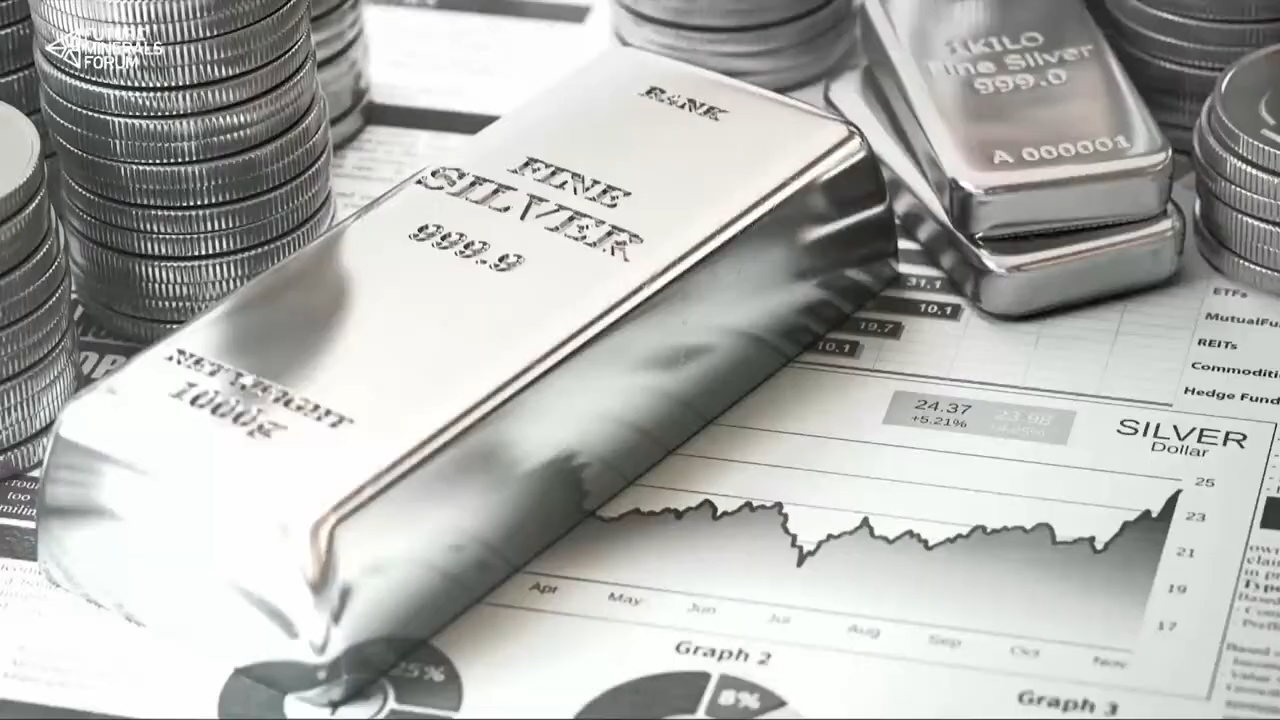 FUTURE
MINERALS
FORUM
BANK
FINE
SILVER
999.9
NET WEIGHT
1000g
1KILO
Fine Silver
999.0
A 000001
31.1
10.1
19.7
10.1
ETFs
REITs
Hedge Fund
24.37
+5.21%
23.98
SILVER
Dollar
25
23
21
19
17
Apr
May
Jun
Jul
Aug
Sep
Oct
Nov
Graph 2
25%
8%
Graph 3